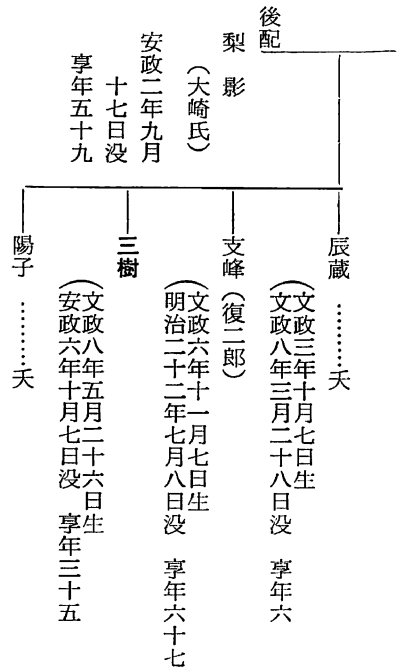 後配
梨影
（大崎氏）
安政二年九月
十七日没
享年五十九
辰蔵………夭
（文政三年十月七日生
（文政八年三月二十八日没　享年六
支峰（復二郎）
（文政六年十一月七日生
（明治二十二年七月八日没　享年六十七
三樹
（文政八年五月二十六日生
（安政六年十月七日没　享年三十五
陽子………夭